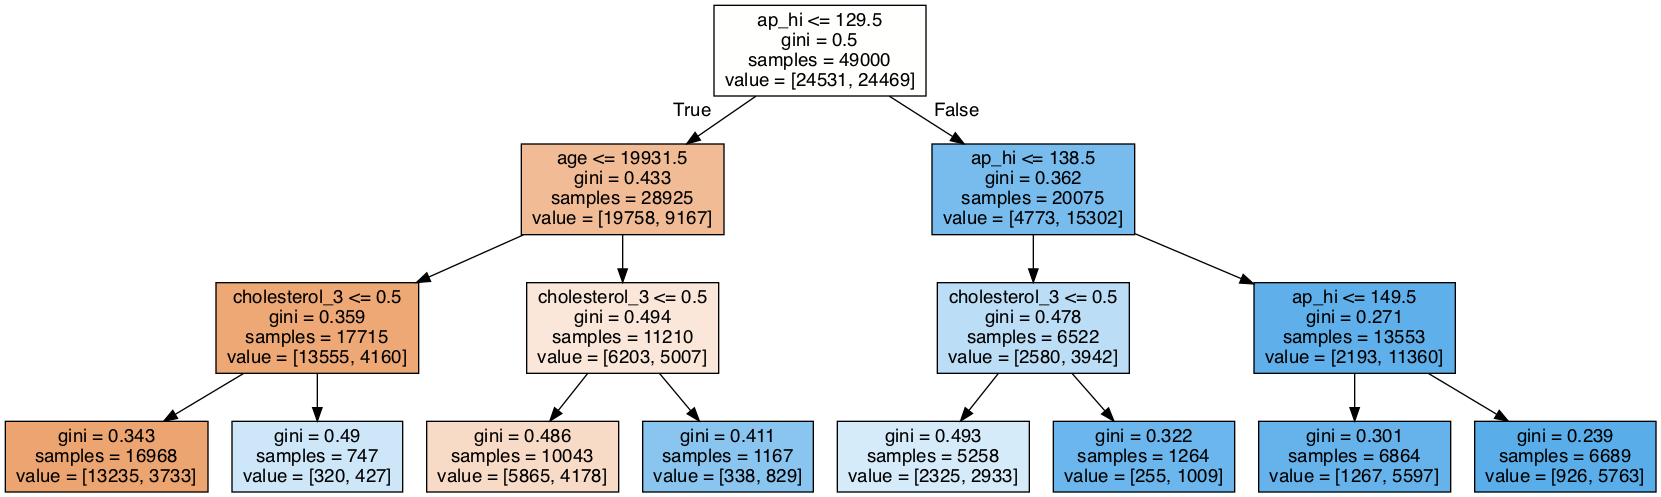 ap_hi <= 129.5
gini = 0.5
samples = 49000
value = [24531, 24469]
True
False
age <= 19931.5
gini = 0.433
samples = 28925
value = [19758, 9167]
ap_hi <= 138.5
gini = 0.362
samples = 20075
value = [4773, 15302]
cholesterol_3 <= 0.5
gini = 0.359
samples = 17715
value = [13555, 4160]
cholesterol_3 <= 0.5
gini = 0.494
samples = 11210
value = [6203, 5007]
cholesterol_3 <= 0.5
gini = 0.478
samples = 6522
value = [2580, 3942]
ap_hi <= 149.5
gini = 0.271
samples = 13553
value = [2193, 11360]
gini = 0.343
samples = 16968
value = [13235, 3733]
gini = 0.49
samples = 747
value = [320, 427]
gini = 0.486
samples = 10043
value = [5865, 4178]
gini = 0.411
samples = 1167
value = [338, 829]
gini = 0.493
samples = 5258
value = [2325, 2933]
gini = 0.322
samples = 1264
value = [255, 1009]
gini = 0.301
samples = 6864
value = [1267, 5597]
gini = 0.239
samples = 6689
value = [926, 5763]